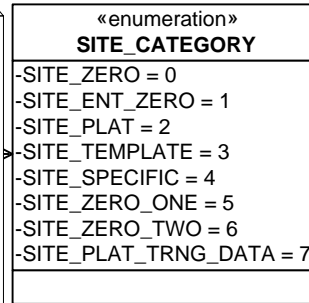 «enumeration»
SITE_CATEGORY
-SITE_ZERO = 0
-SITE_ENT_ZERO = 1
-SITE_PLAT = 2
-SITE_TEMPLATE = 3
-SITE_SPECIFIC = 4
-SITE_ZERO_ONE = 5
-SITE_ZERO_TWO = 6
-SITE_PLAT_TRNG_DATA = 7